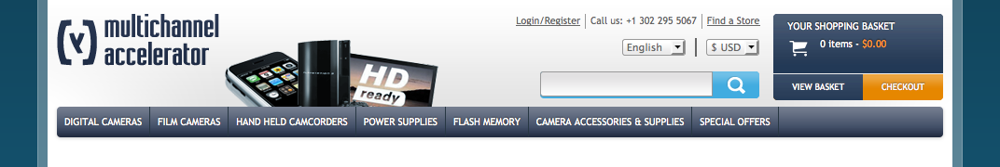 (y) multichannel
accelerator
HD
ready
Login/Register | Call us: +1 302 295 5067 | Find a Store
English | $ USD
YOUR SHOPPING BASKET
0 items - $0.00
VIEW BASKET CHECKOUT
DIGITAL CAMERAS FILM CAMERAS HAND HELD CAMCORDERS POWER SUPPLIES FLASH MEMORY CAMERA ACCESSORIES & SUPPLIES SPECIAL OFFERS